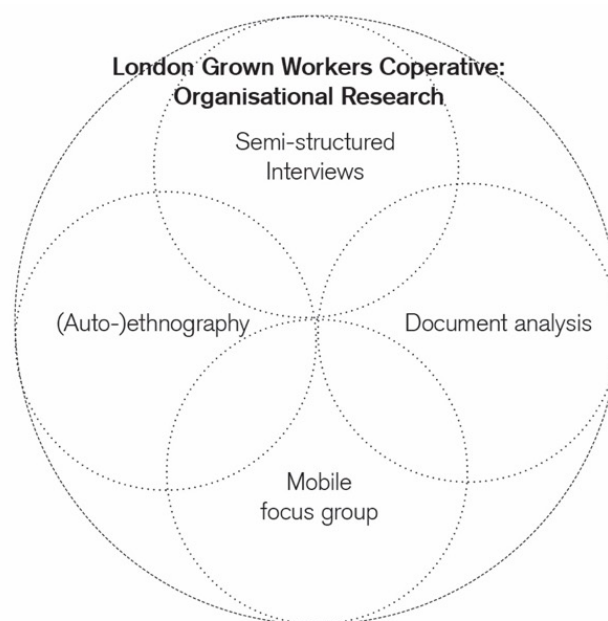 London Grown Workers Coperative:
Organisational Research
Semi-structured
Interviews
(Auto-)ethnography
Document analysis
Mobile
focus group